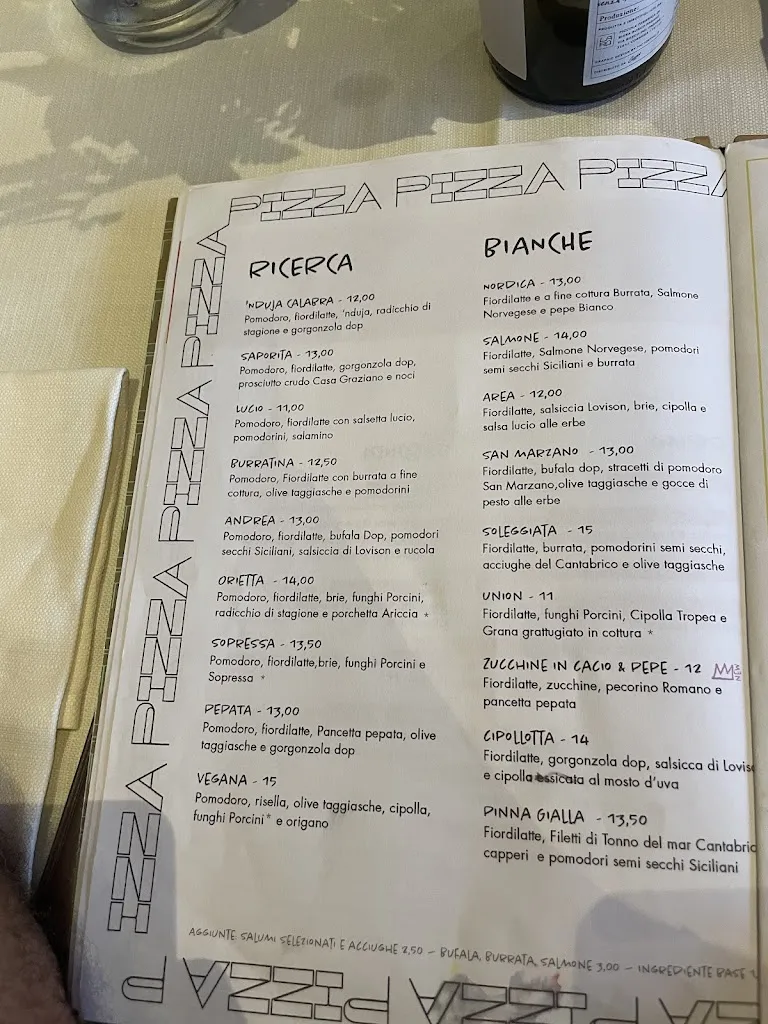 Produzione:
PIZZA PIZZA PIZZA
PIZZA
PIZZA
PIZZA
RICERCA
'NDUJA CALABRA - 12,00
Pomodoro, fiordilatte, 'nduja, radicchio di
stagione e gorgonzola dop
SAPORITA - 13,00
Pomodoro, fiordilatte, gorgonzola dop,
prosciutto crudo Casa Graziano e noci
LUCIO - 11,00
Pomodoro, fiordilatte con salsetta lucio,
pomodorini, salamino
BURRATINA - 12,50
Pomodoro, Fiordilatte con burrata a fine
cottura, olive taggiasche e pomodorini
ANDREA - 13,00
Pomodoro, fiordilatte, bufala Dop, pomodori
secchi Siciliani, salsiccia di Lovison e rucola
ORIETTA - 14,00
Pomodoro, fiordilatte, brie, funghi Porcini,
radicchio di stagione e porchetta Ariccia *
SOPRESSA - 13,50
Pomodoro, fiordilatte,brie, funghi Porcini e
Sopressa *
PEPATA - 13,00
Pomodoro, fiordilatte, Pancetta pepata, olive
taggiasche e gorgonzola dop
VEGANA - 15
Pomodoro, risella, olive taggiasche, cipolla,
funghi Porcini* e origano
BIANCHE
NORDICA - 13,00
Fiordilatte e a fine cottura Burrata, Salmone
Norvegese e pepe Bianco
SALMONE - 14,00
Fiordilatte, Salmone Norvegese, pomodori
semi secchi Siciliani e burrata
AREA - 12,00
Fiordilatte, salsiccia Lovison, brie, cipolla e
salsa lucio alle erbe
SAN MARZANO - 13,00
Fiordilatte, bufala dop, stracetti di pomodoro
San Marzano,olive taggiasche e gocce di
pesto alle erbe
SOLEGGIATA - 15
Fiordilatte, burrata, pomodorini semi secchi,
acciughe del Cantabrico e olive taggiasche
UNION - 11
Fiordilatte, funghi Porcini, Cipolla Tropea e
Grana grattugiato in cottura *
ZUCCHINE IN CACIO & PEPE - 12
Fiordilatte, zucchine, pecorino Romano e
pancetta pepata
CIPOLLOTTA - 14
Fiordilatte, gorgonzola dop, salsicca di Loviso
e cipolla essicata al mosto d'uva
PINNA GIALLA - 13,50
Fiordilatte, Filetti di Tonno del mar Cantabric
capperi e pomodori semi secchi Siciliani
AGGIUNTE SALUMI SELEZIONATI E ACCIUGHE 2,50 - BUFALA, BURRATA, SALMONE 3,00 - INGREDIENTE BASE 1